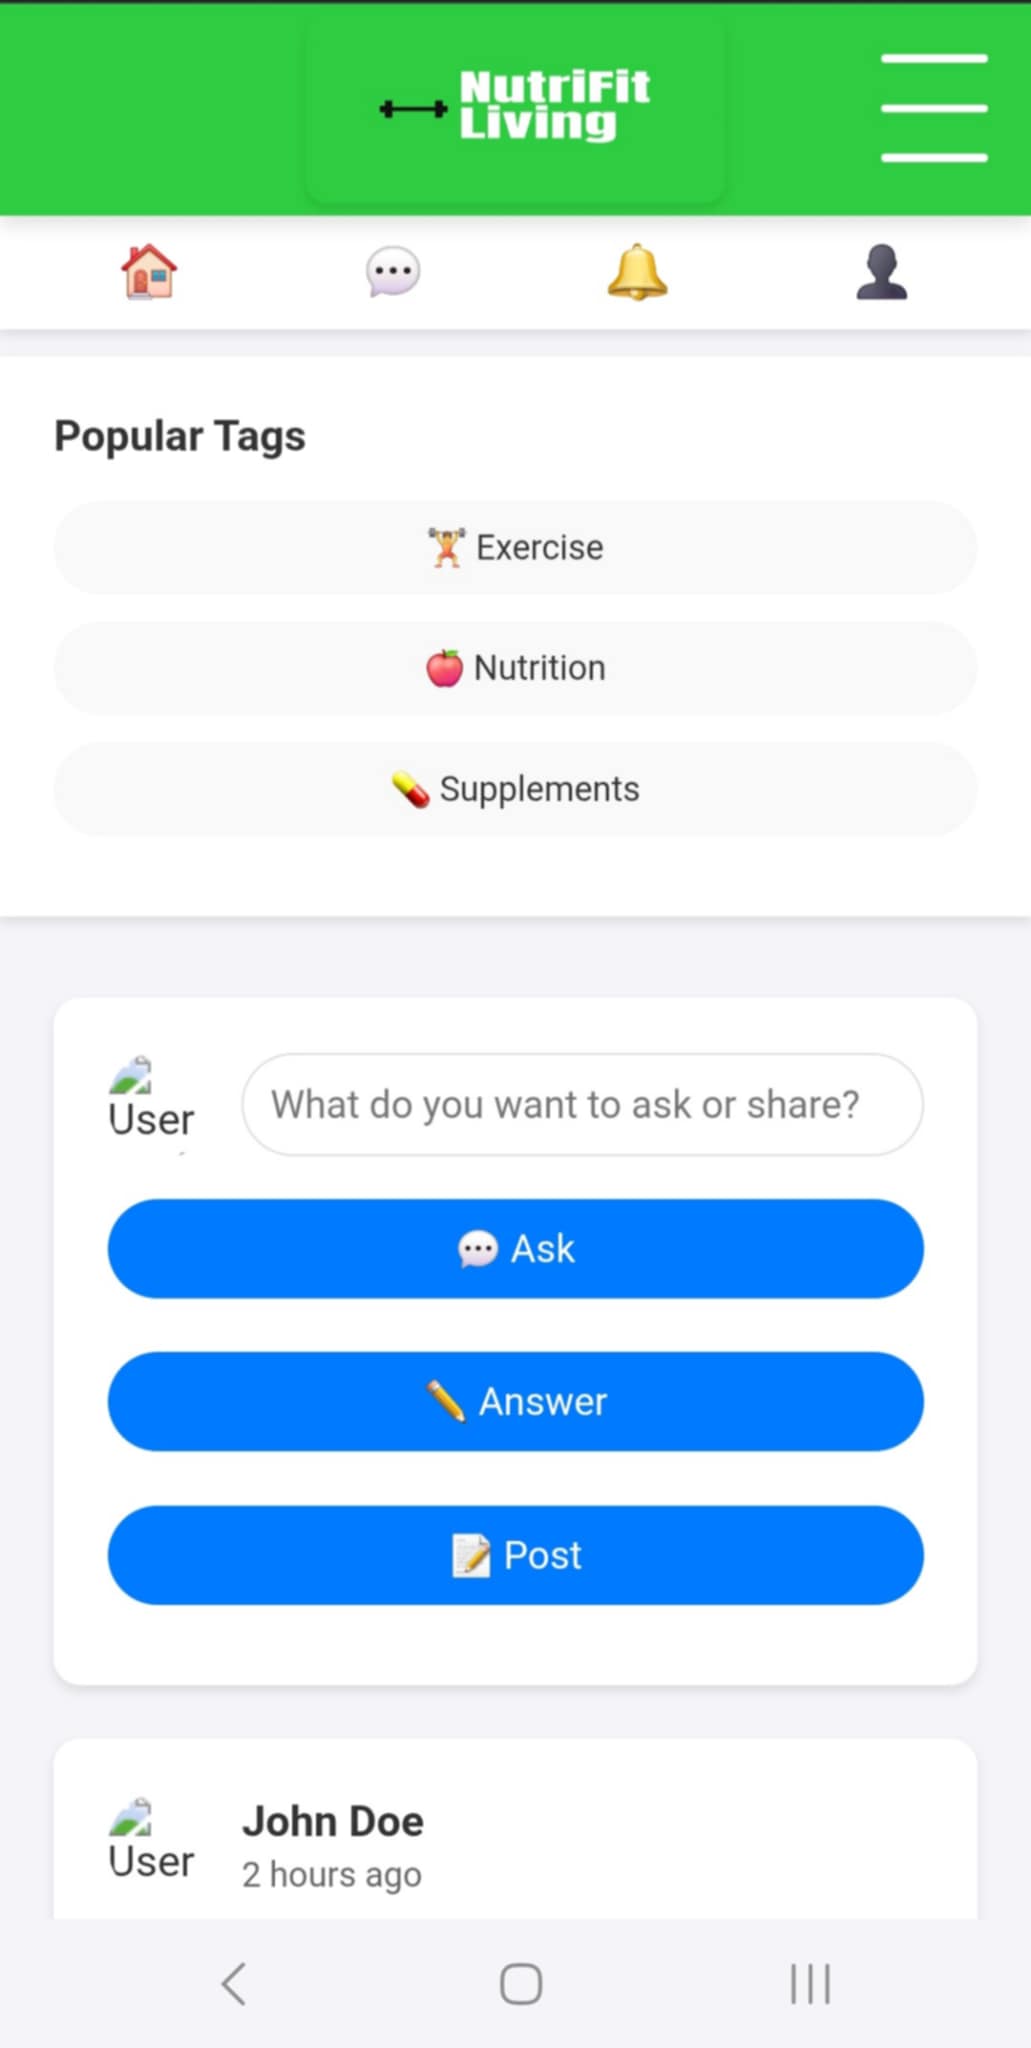 NutriFit
Living
Popular Tags
🏋️ Exercise
🍎 Nutrition
💊 Supplements
User
What do you want to ask or share?
💬 Ask
✏️ Answer
📝 Post
User
John Doe
2 hours ago